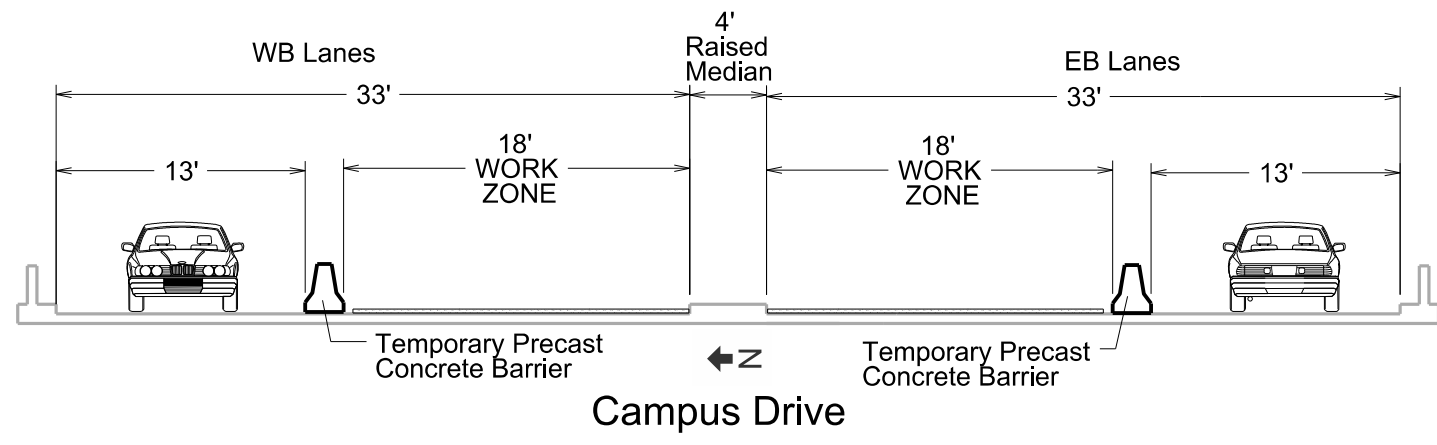 4'
Raised
Median
WB Lanes
EB Lanes
33'
33'
13'
18'
WORK
ZONE
18'
WORK
ZONE
13'
Temporary Precast
Concrete Barrier
Temporary Precast
Concrete Barrier
N
Campus Drive